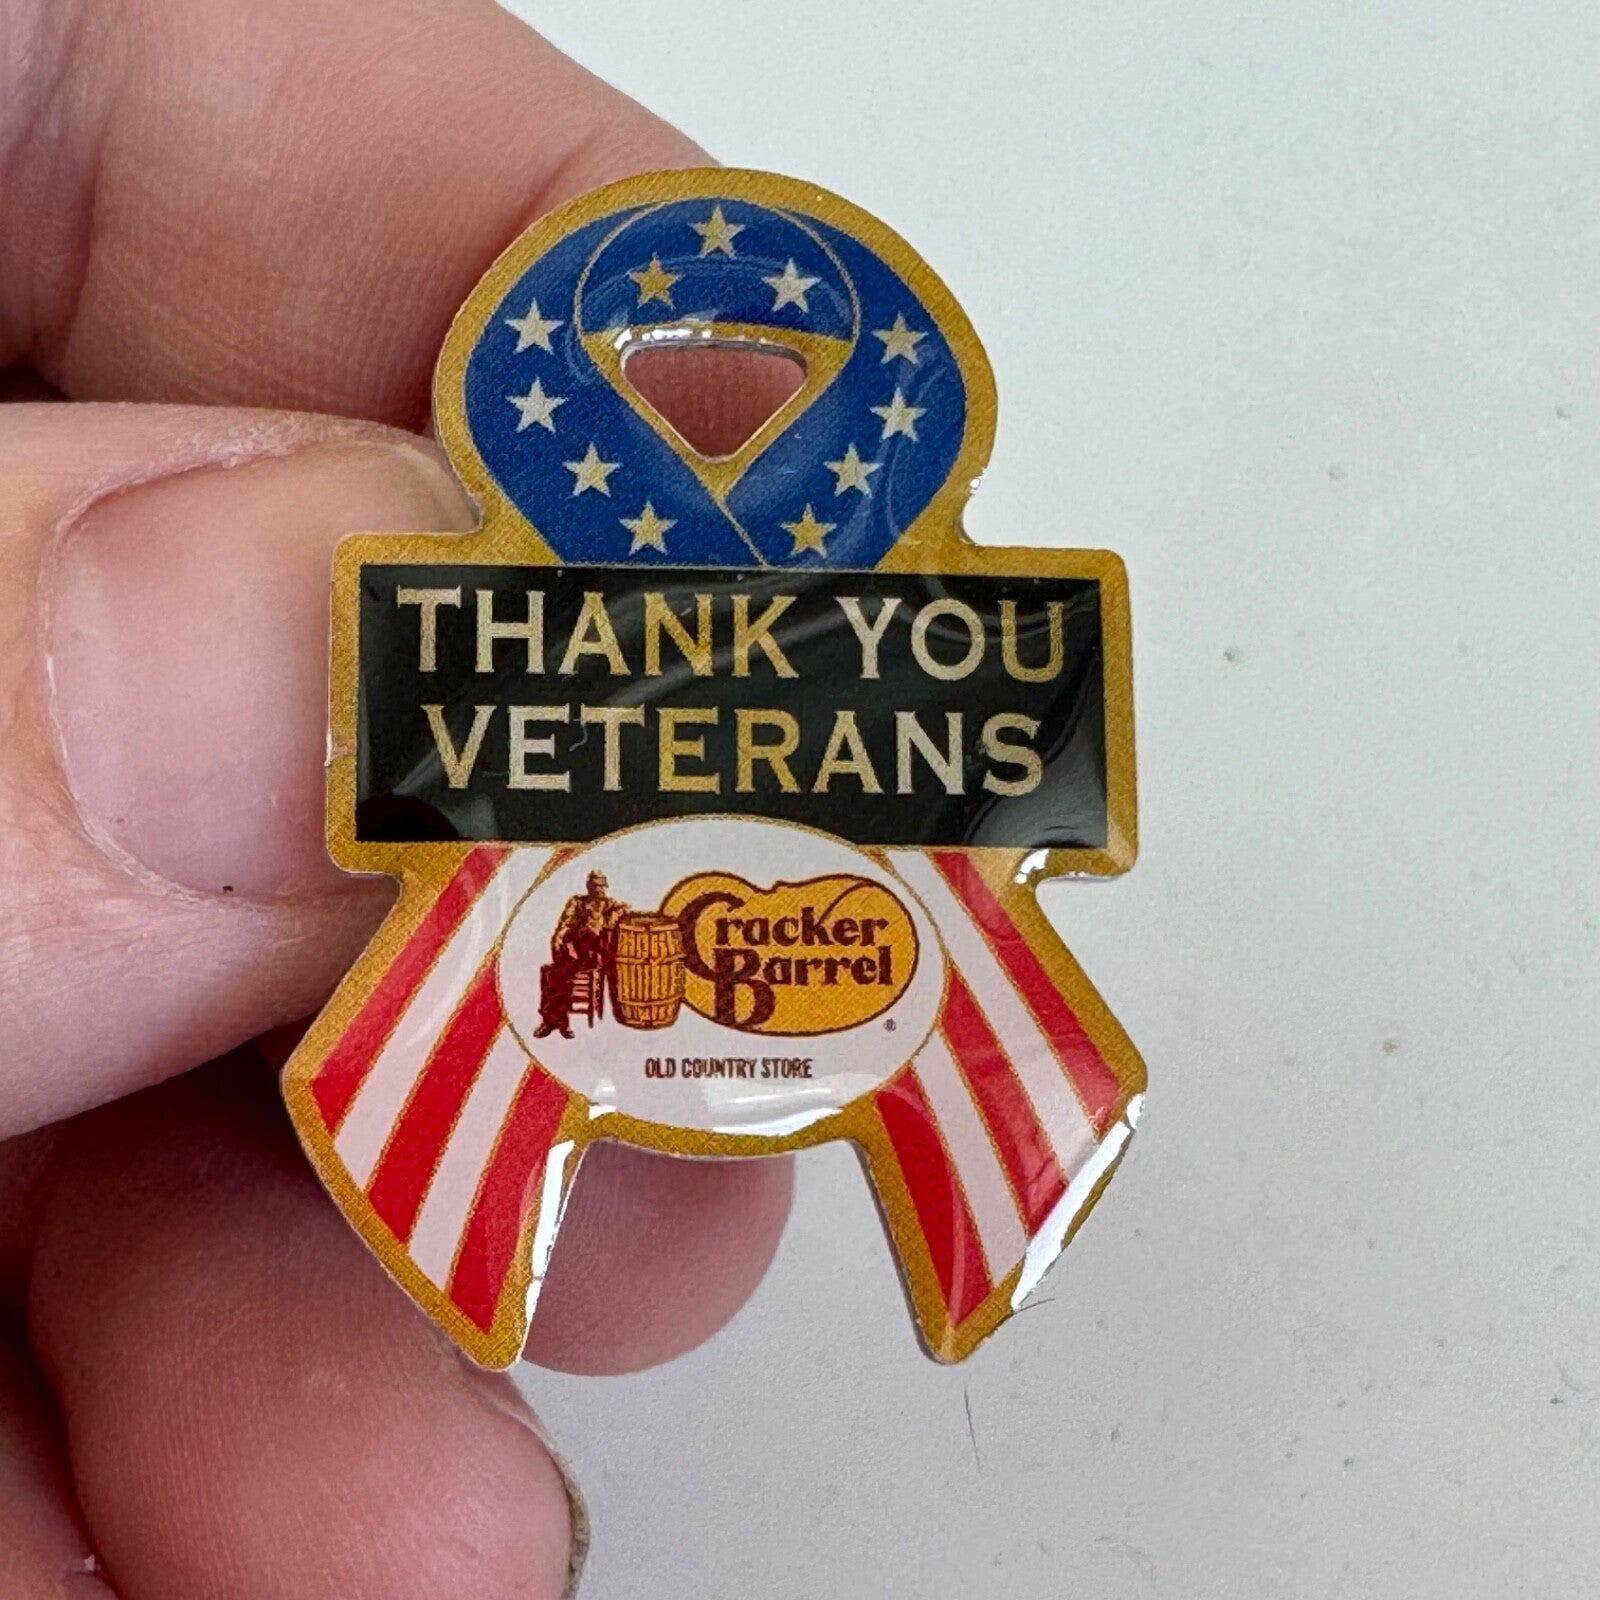 THANK YOU
VETERANS
Cracker
Barrel
®
OLD COUNTRY STORE